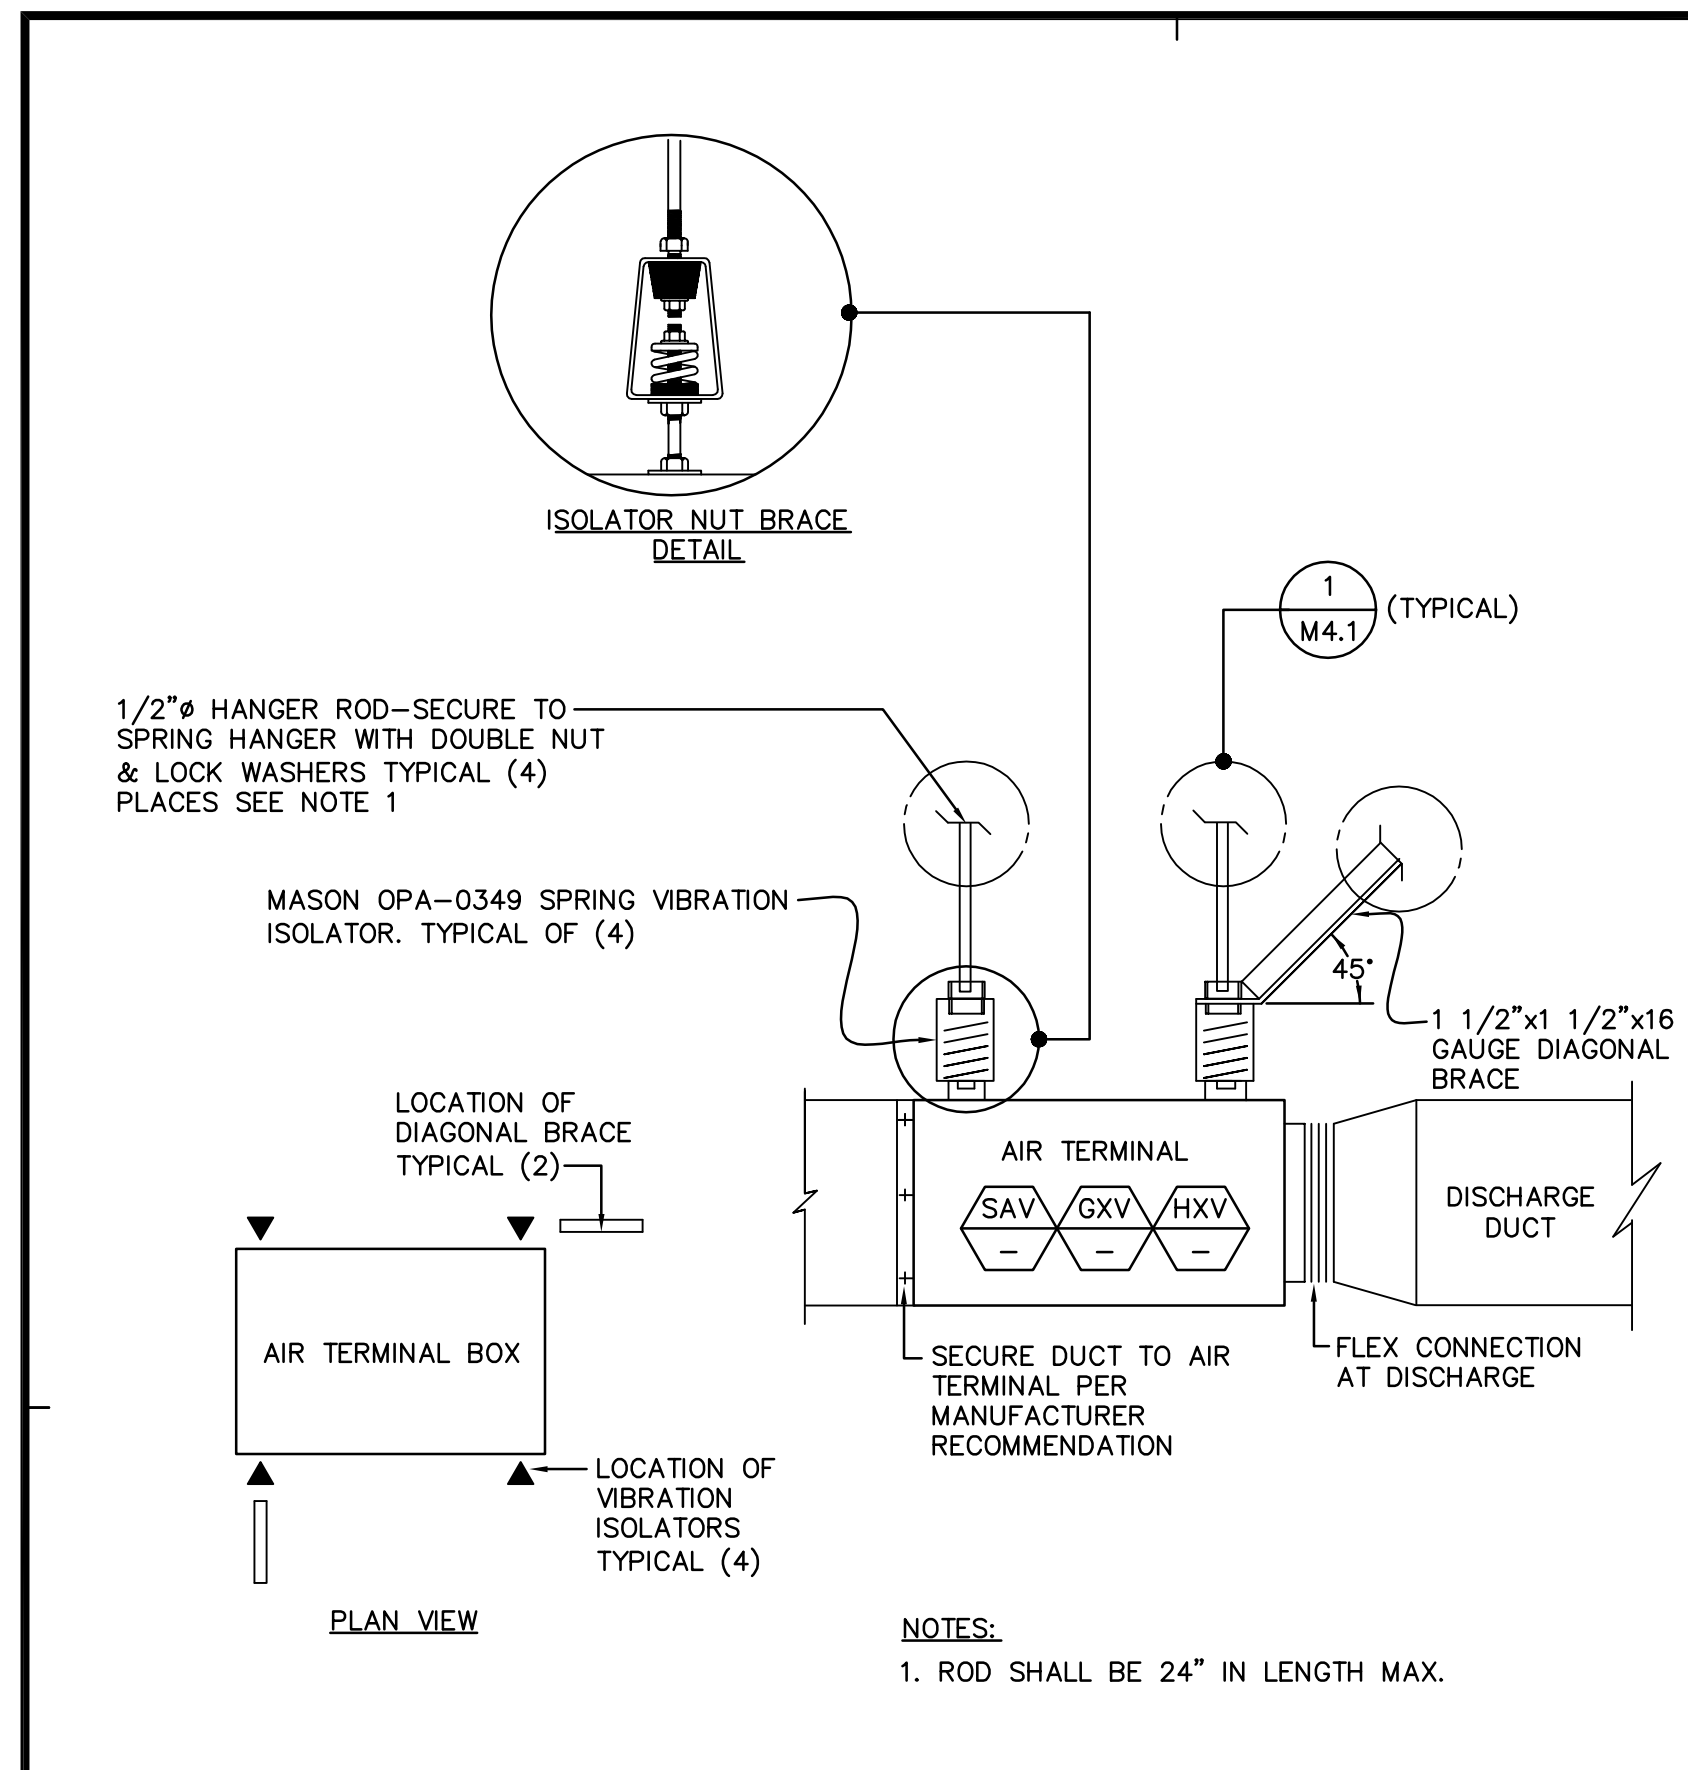 ISOLATOR NUT BRACE
DETAIL
1
M4.1
(TYPICAL)
1/2"ø HANGER ROD-SECURE TO
SPRING HANGER WITH DOUBLE NUT
& LOCK WASHERS TYPICAL (4)
PLACES SEE NOTE 1
MASON OPA-0349 SPRING VIBRATION
ISOLATOR. TYPICAL OF (4)
45°
1 1/2"x1 1/2"x16
GAUGE DIAGONAL
BRACE
LOCATION OF
DIAGONAL BRACE
TYPICAL (2)
AIR TERMINAL
SAV GXV HXV
- - -
DISCHARGE
DUCT
AIR TERMINAL BOX
SECURE DUCT TO AIR
TERMINAL PER
MANUFACTURER
RECOMMENDATION
FLEX CONNECTION
AT DISCHARGE
LOCATION OF
VIBRATION
ISOLATORS
TYPICAL (4)
PLAN VIEW
NOTES:
1. ROD SHALL BE 24" IN LENGTH MAX.